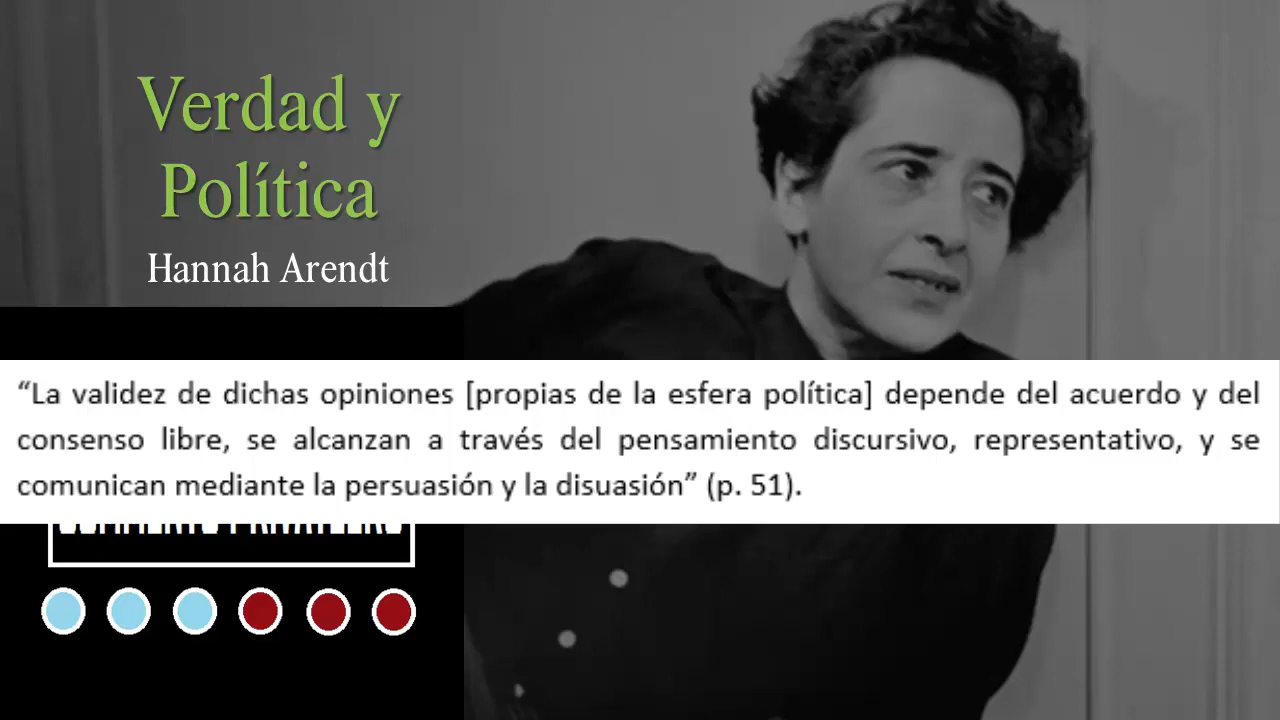 Verdad y
Política
Hannah Arendt
“La validez de dichas opiniones [propias de la esfera política] depende del acuerdo y del
consenso libre, se alcanzan a través del pensamiento discursivo, representativo, y se
comunican mediante la persuasión y la disuasión” (p. 51).